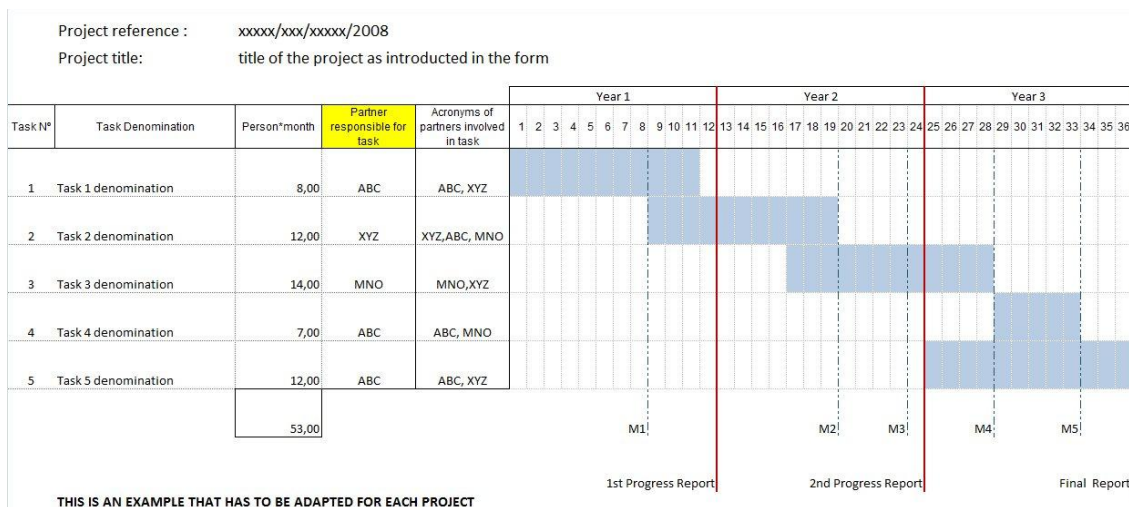 Project reference : xxxxx/xxx/xxxxx/2008
Project title: title of the project as introducted in the form
Year 1 Year 2 Year 3
Task Nº Task Denomination Person*month Partner responsible for task Acronyms of partners involved in task 1 2 3 4 5 6 7 8 9 10 11 12 13 14 15 16 17 18 19 20 21 22 23 24 25 26 27 28 29 30 31 32 33 34 35 36
1 Task 1 denomination 8,00 ABC ABC, XYZ
2 Task 2 denomination 12,00 XYZ XYZ,ABC, MNO
3 Task 3 denomination 14,00 MNO MNO,XYZ
4 Task 4 denomination 7,00 ABC ABC, MNO
5 Task 5 denomination 12,00 ABC ABC, XYZ
53,00 M1 M2 M3 M4 M5
1st Progress Report 2nd Progress Report Final Report
THIS IS AN EXAMPLE THAT HAS TO BE ADAPTED FOR EACH PROJECT